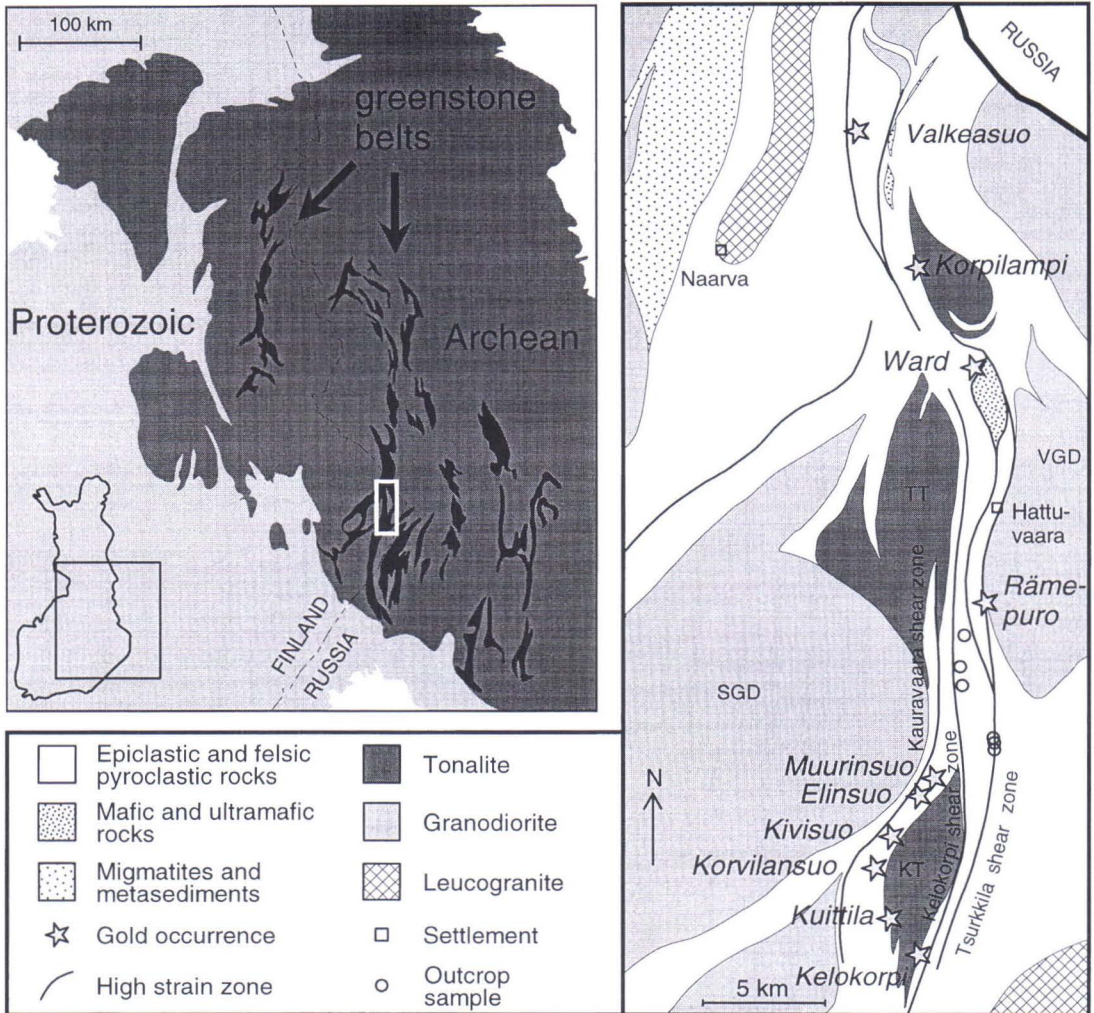 100 km
greenstone
belts
Proterozoic
Archean
FINLAND
RUSSIA
Epiclastic and felsic
pyroclastic rocks
Mafic and ultramafic
rocks
Migmatites and
metasediments
Gold occurrence
High strain zone
Tonalite
Granodiorite
Leucogranite
Settlement
Outcrop
sample
RUSSIA
Valkeasuo
Naarva
Korpilampi
Ward
VGD
TT
Hattu-
vaara
Kauravaara shear zone
Räme-
puro
SGD
Muurinsuo
Elinsuo
Kivisuo
Korvilansuo
KT
Kelokorpi shear zone
Tsurkkila shear zone
Kuittila
Kelokorpi
N
5 km